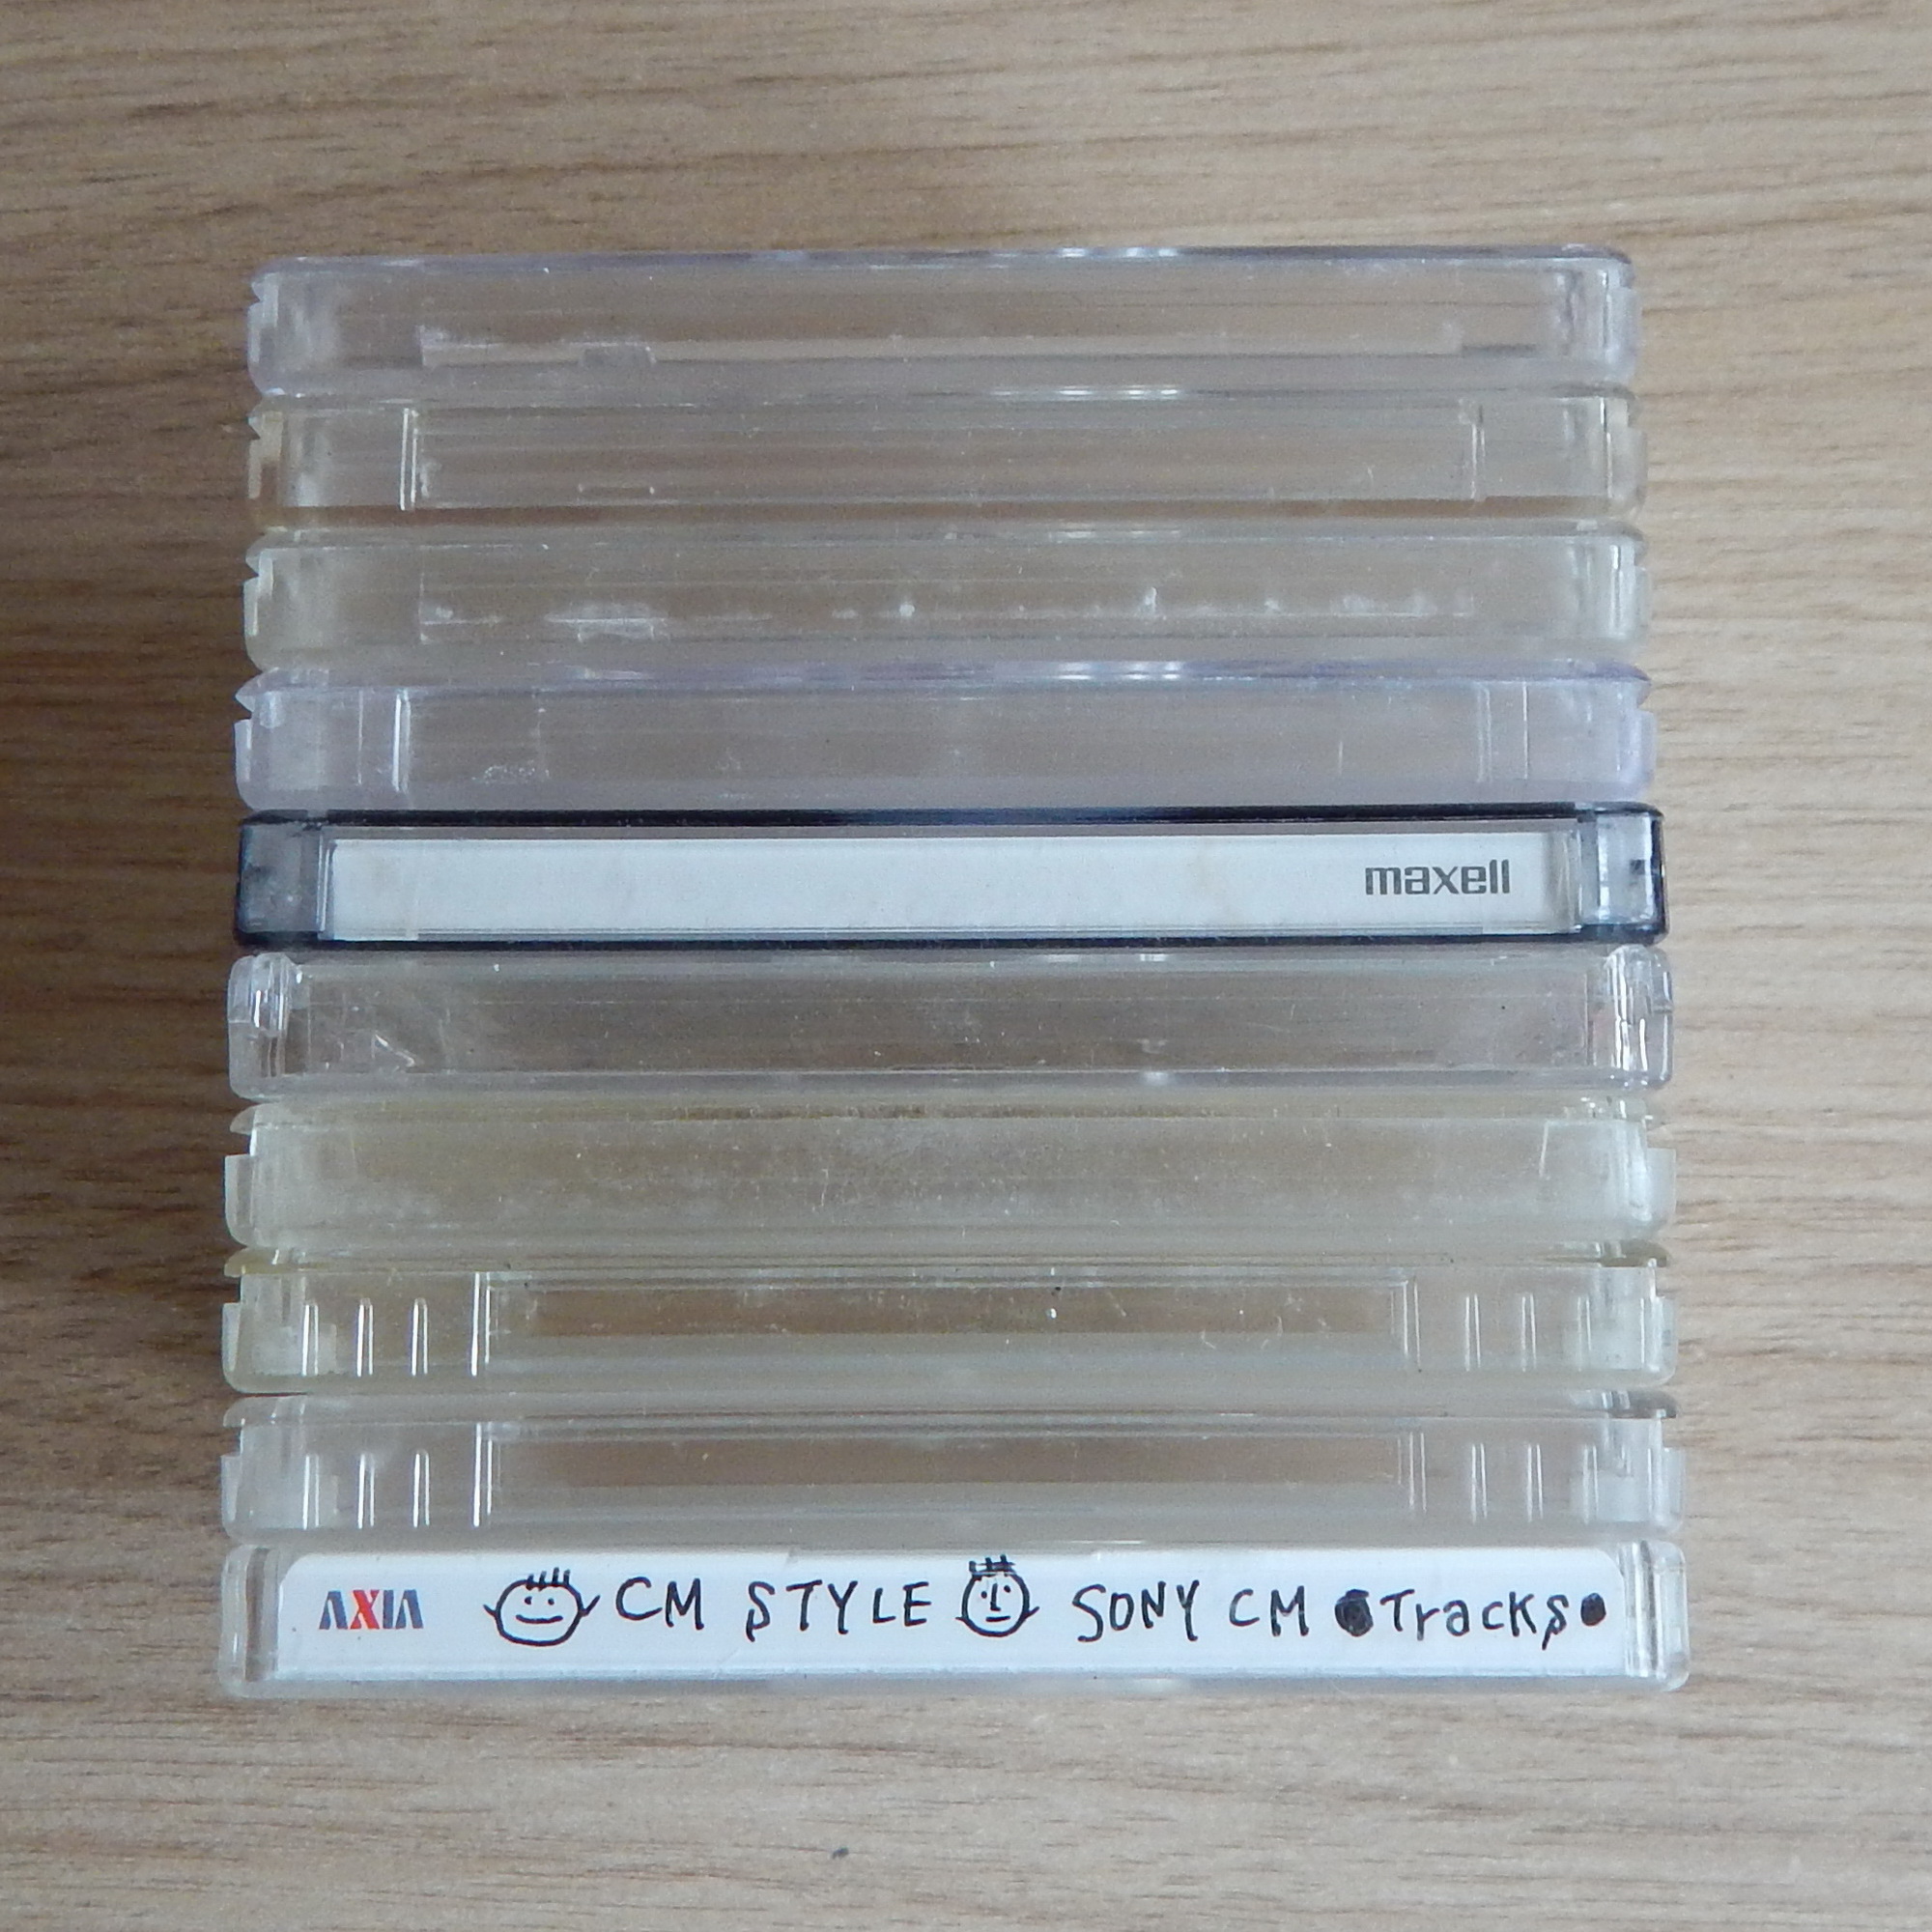 maxell
AXIA CM STYLE SONY CM ●Tracks●